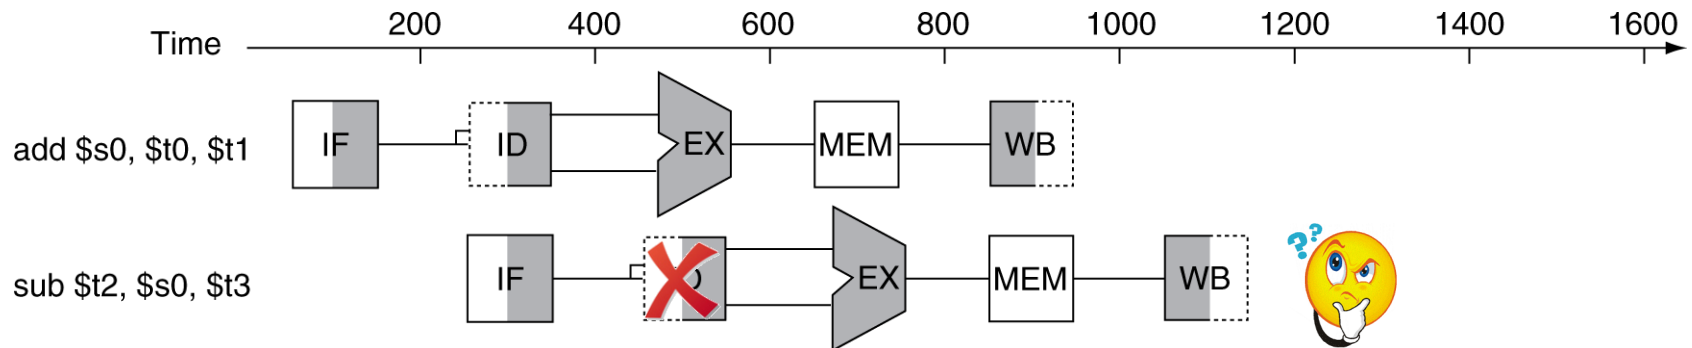 200 400 600 800 1000 1200 1400 1600
Time
add $s0, $t0, $t1 IF ID EX MEM WB
??
sub $t2, $s0, $t3 IF EX MEM WB